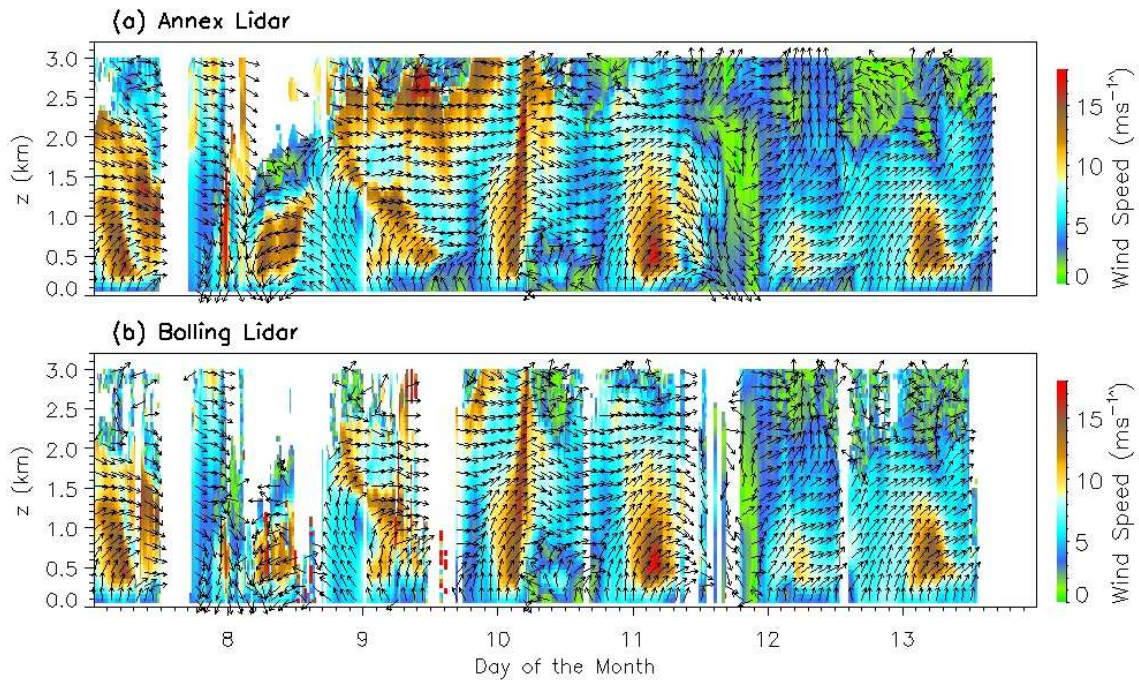 (a) Annex Lidar
3.0
2.5
2.0
1.5
1.0
0.5
0.0
z (km)
15
10
5
0
Wind Speed (ms⁻¹^)
(b) Bolling Lidar
3.0
2.5
2.0
1.5
1.0
0.5
0.0
z (km)
15
10
5
0
Wind Speed (ms⁻¹^)
8 9 10 11 12 13
Day of the Month